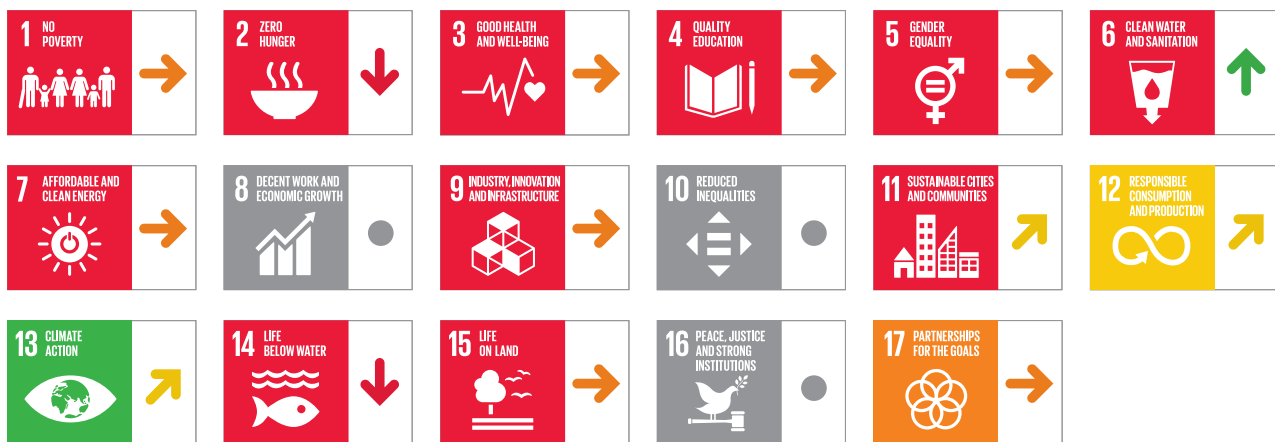 1 NO
POVERTY
2 ZERO
HUNGER
3 GOOD HEALTH
AND WELL-BEING
4 QUALITY
EDUCATION
5 GENDER
EQUALITY
6 CLEAN WATER
AND SANITATION
7 AFFORDABLE AND
CLEAN ENERGY
8 DECENT WORK AND
ECONOMIC GROWTH
9 INDUSTRY, INNOVATION
AND INFRASTRUCTURE
10 REDUCED
INEQUALITIES
11 SUSTAINABLE CITIES
AND COMMUNITIES
12 RESPONSIBLE
CONSUMPTION
AND PRODUCTION
13 CLIMATE
ACTION
14 LIFE
BELOW WATER
15 LIFE
ON LAND
16 PEACE, JUSTICE
AND STRONG
INSTITUTIONS
17 PARTNERSHIPS
FOR THE GOALS